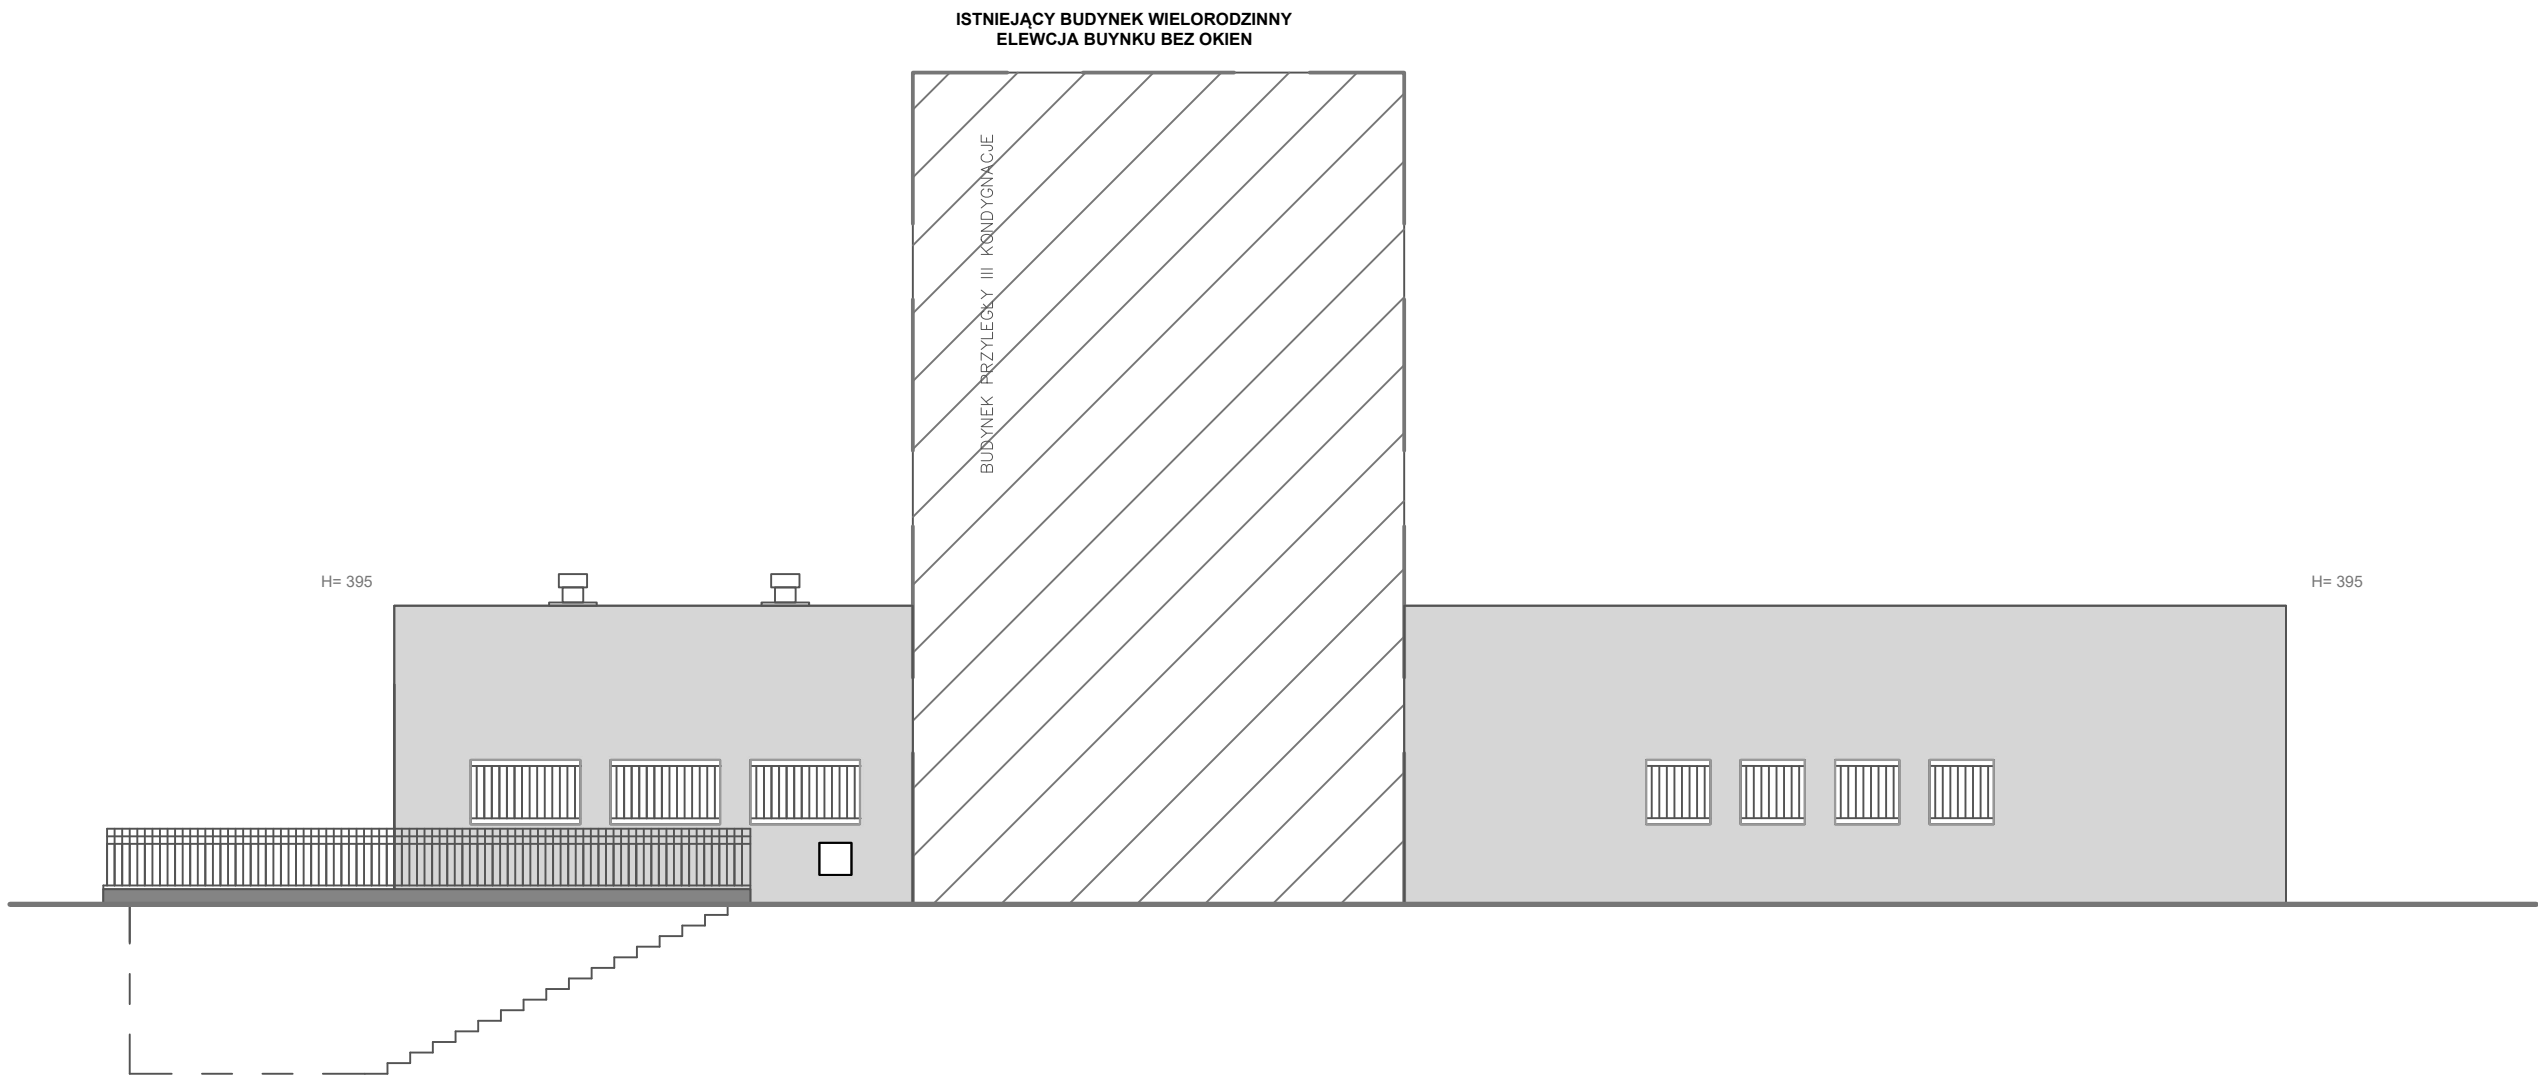 ISTNIEJĄCY BUDYNEK WIELORODZINNY
ELEWCJA BUYNKU BEZ OKIEN
BUDYNEK PRZYLEGŁY III KONDYGNACJE
H= 395
H= 395